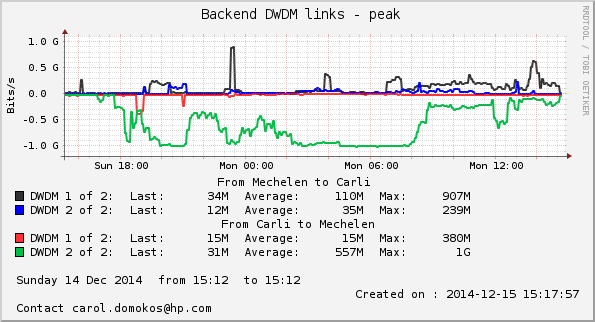 Backend DWDM links - peak
RRDTOOL / TOBI OETIKER
Bits/s
1.0 G
0.5 G
0.0
-0.5 G
-1.0 G
Sun 18:00 Mon 00:00 Mon 06:00 Mon 12:00
From Mechelen to Carli
DWDM 1 of 2: Last: 34M Average: 110M Max: 907M
DWDM 2 of 2: Last: 12M Average: 35M Max: 239M
From Carli to Mechelen
DWDM 1 of 2: Last: 15M Average: 15M Max: 380M
DWDM 2 of 2: Last: 31M Average: 557M Max: 1G
Sunday 14 Dec 2014 from 15:12 to 15:12
Created on : 2014-12-15 15:17:57
Contact carol.domokos@hp.com